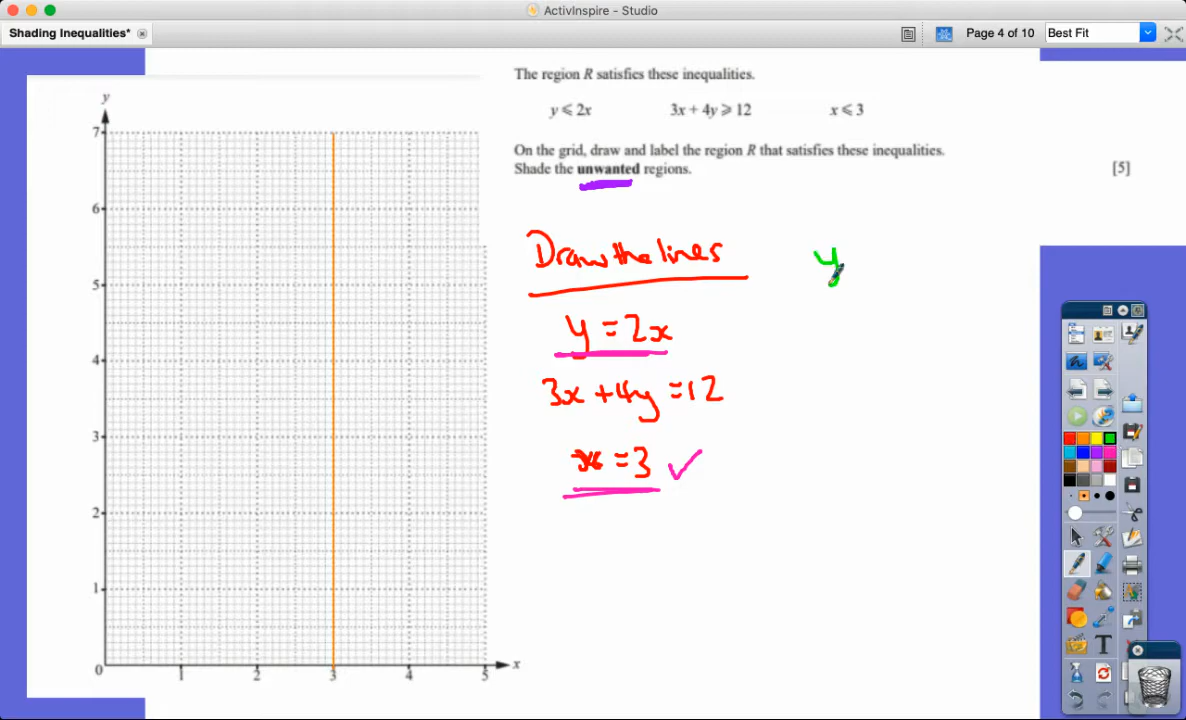 ActivInspire - Studio
Shading Inequalities*
Page 4 of 10
Best Fit
The region R satisfies these inequalities.
y ⩽ 2x 3x + 4y ⩾ 12 x ⩽ 3
On the grid, draw and label the region R that satisfies these inequalities.
Shade the unwanted regions. [5]
Draw the lines
y
y = 2x
3x + 4y = 12
x = 3 ✓
y
7
6
5
4
3
2
1
0
1 2 3 4 5 x
T